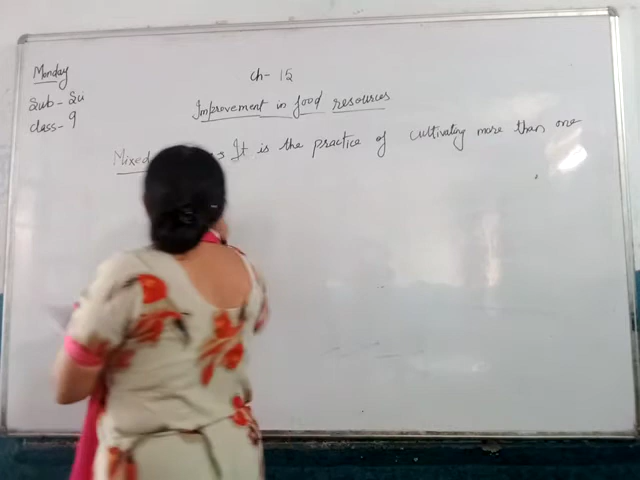 Monday
ch- 15
Sub - Sci
class- 9
Improvement in food resources
Mixed It is the practice of cultivating more than one